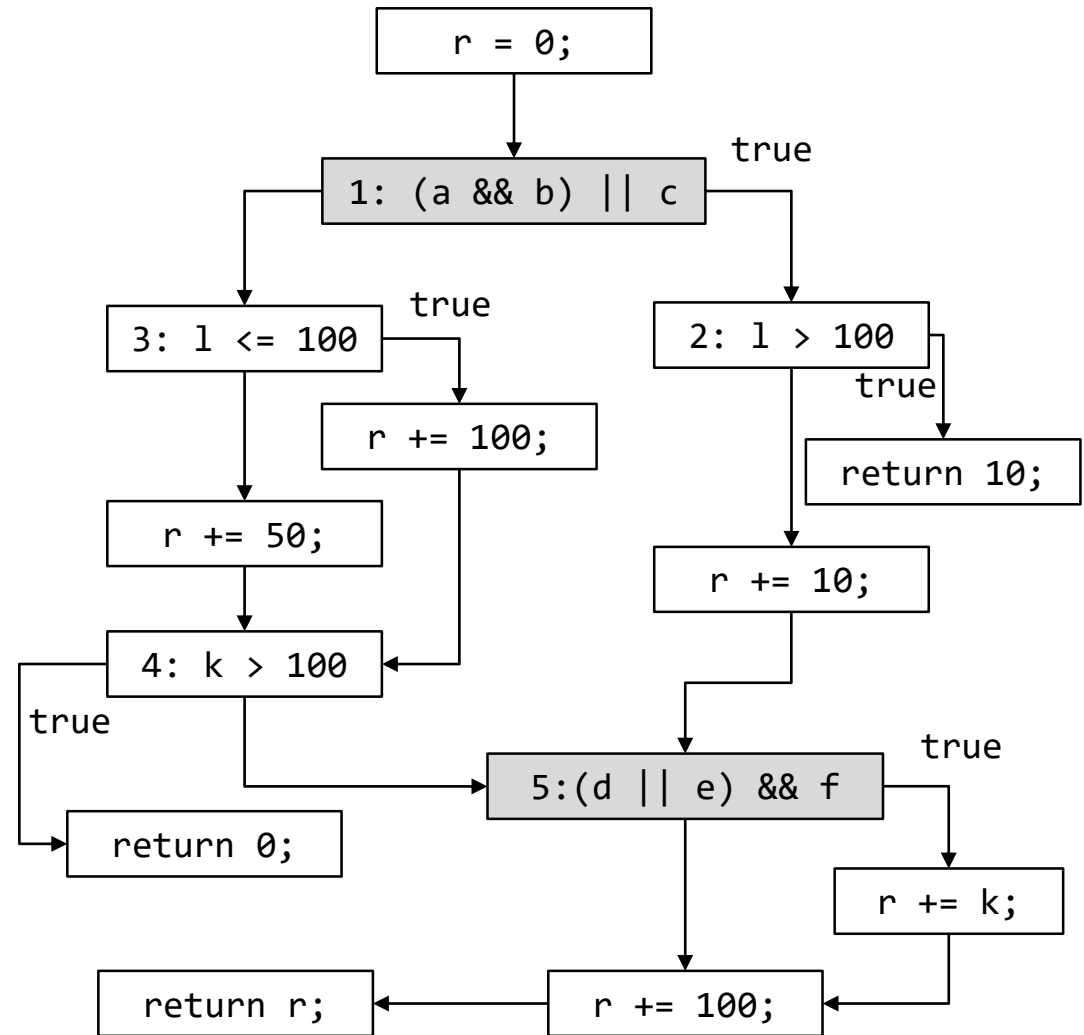 r = 0;
true
1: (a && b) || c
true
3: l <= 100
2: l > 100
true
r += 100;
return 10;
r += 50;
r += 10;
4: k > 100
true
true
5:(d || e) && f
return 0;
r += k;
return r;
r += 100;